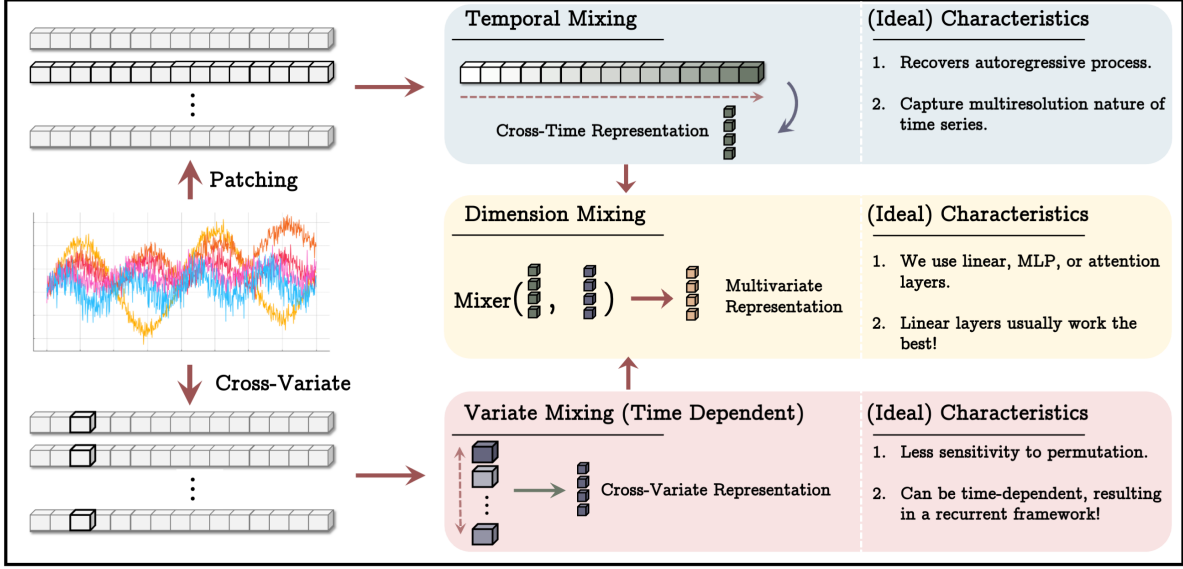 Patching
Cross-Variate
Temporal Mixing
Cross-Time Representation
(Ideal) Characteristics
1. Recovers autoregressive process.
2. Capture multiresolution nature of
time series.
Dimension Mixing
Mixer( , )
Multivariate
Representation
(Ideal) Characteristics
1. We use linear, MLP, or attention
layers.
2. Linear layers usually work the
best!
Variate Mixing (Time Dependent)
Cross-Variate Representation
(Ideal) Characteristics
1. Less sensitivity to permutation.
2. Can be time-dependent, resulting
in a recurrent framework!